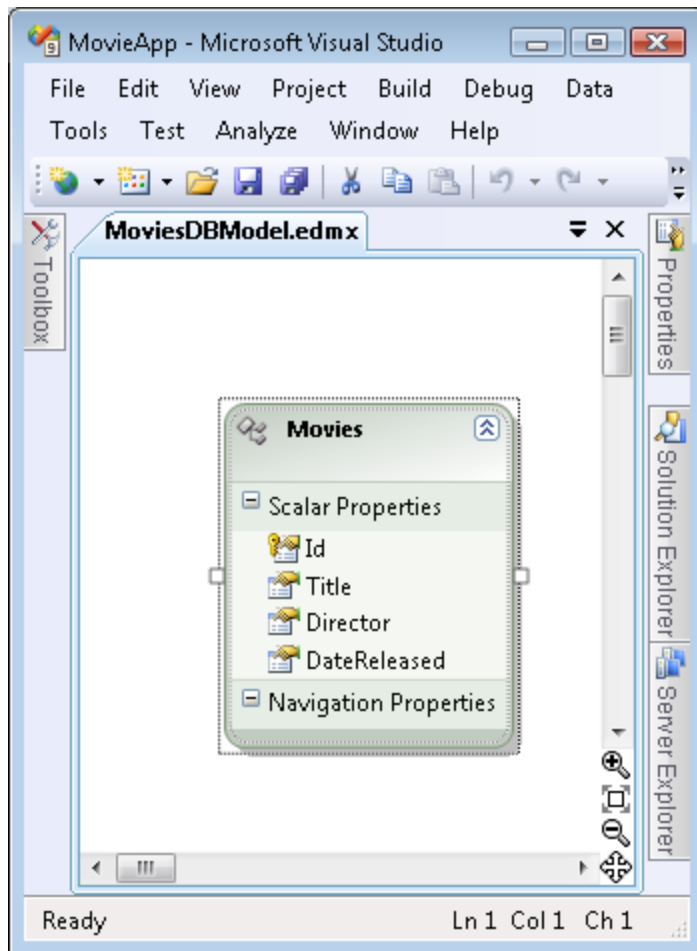 MovieApp - Microsoft Visual Studio
File Edit View Project Build Debug Data
Tools Test Analyze Window Help
MoviesDBModel.edmx
Toolbox
Properties
Solution Explorer
Server Explorer
Movies
Scalar Properties
Id
Title
Director
DateReleased
Navigation Properties
Ready Ln 1 Col 1 Ch 1